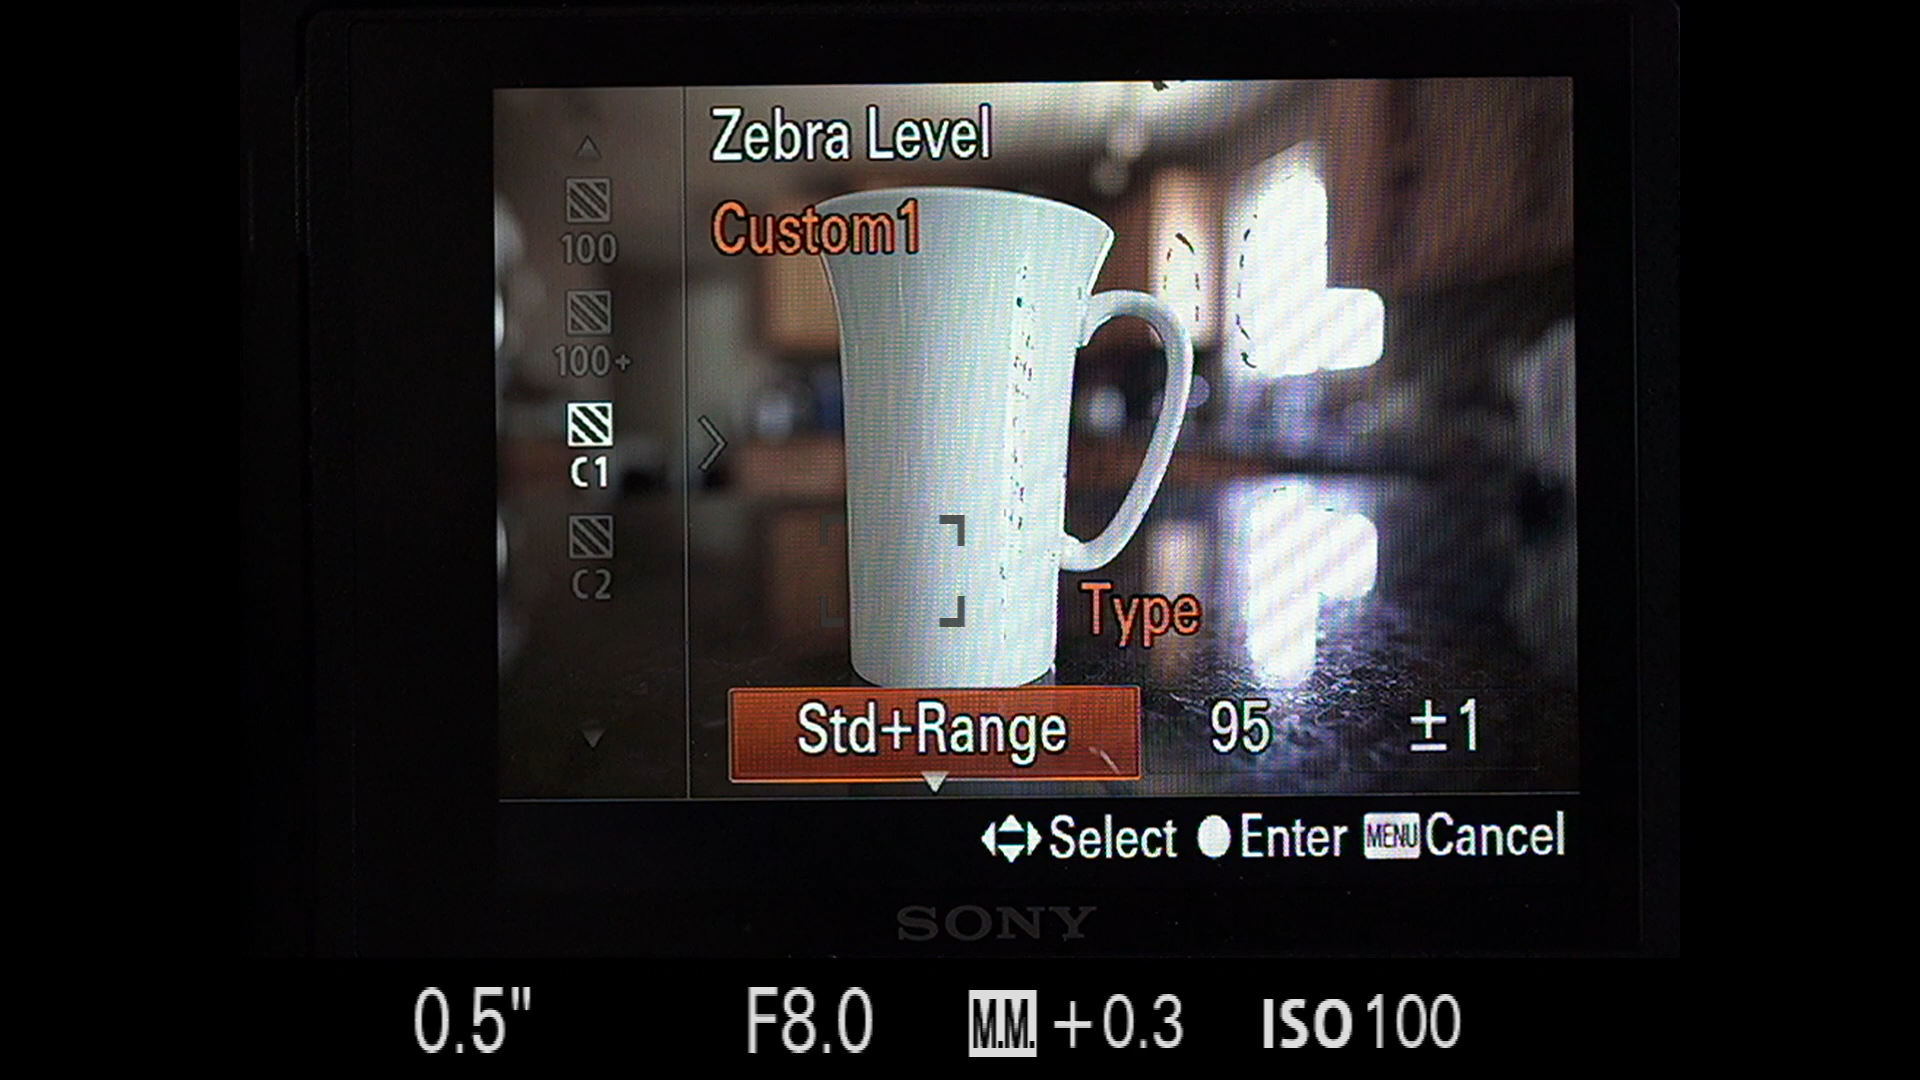 Zebra Level
Custom1
100
100+
C1
C2
Type
Std+Range 95 ±1
Select Enter MENU Cancel
SONY
0.5" F8.0 M.M. +0.3 ISO 100